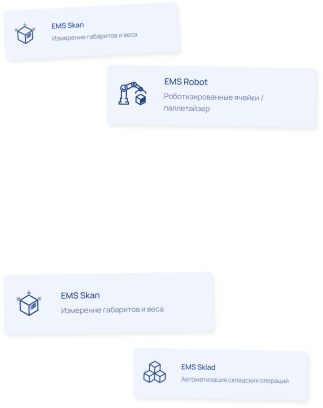 EMS Skan
Измерение габаритов и веса
EMS Robot
Роботизированные ячейки /
паллетайзер
EMS Skan
Измерение габаритов и веса
EMS Sklad
Автоматизация складских операций